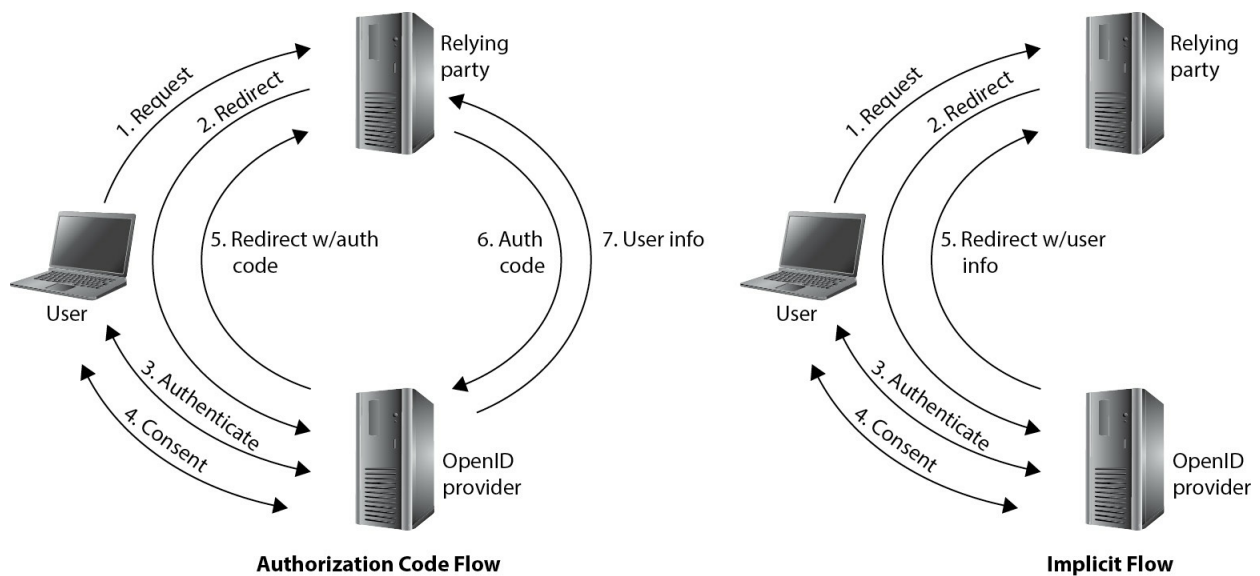 Relying
party
1. Request
2. Redirect
5. Redirect w/auth
code
6. Auth
code
7. User info
User
3. Authenticate
4. Consent
OpenID
provider
Authorization Code Flow
Relying
party
1. Request
2. Redirect
5. Redirect w/user
info
User
3. Authenticate
4. Consent
OpenID
provider
Implicit Flow